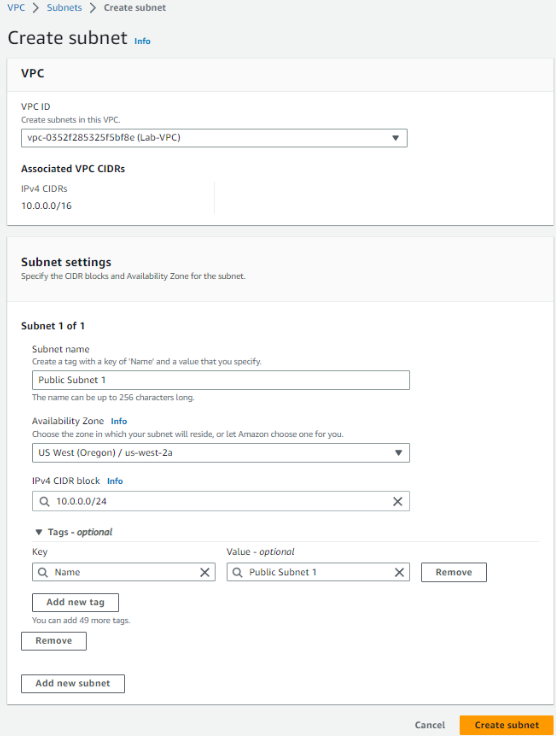 VPC > Subnets > Create subnet
Create subnet Info
VPC
VPC ID
Create subnets in this VPC.
vpc-0352f285325f5bf8e (Lab-VPC)
Associated VPC CIDRs
IPv4 CIDRs
10.0.0.0/16
Subnet settings
Specify the CIDR blocks and Availability Zone for the subnet.
Subnet 1 of 1
Subnet name
Create a tag with a key of 'Name' and a value that you specify.
Public Subnet 1
The name can be up to 256 characters long.
Availability Zone Info
Choose the zone in which your subnet will reside, or let Amazon choose one for you.
US West (Oregon) / us-west-2a
IPv4 CIDR block Info
10.0.0.0/24
Tags - optional
Key Value - optional
Name Public Subnet 1 Remove
Add new tag
You can add 49 more tags.
Remove
Add new subnet
Cancel Create subnet